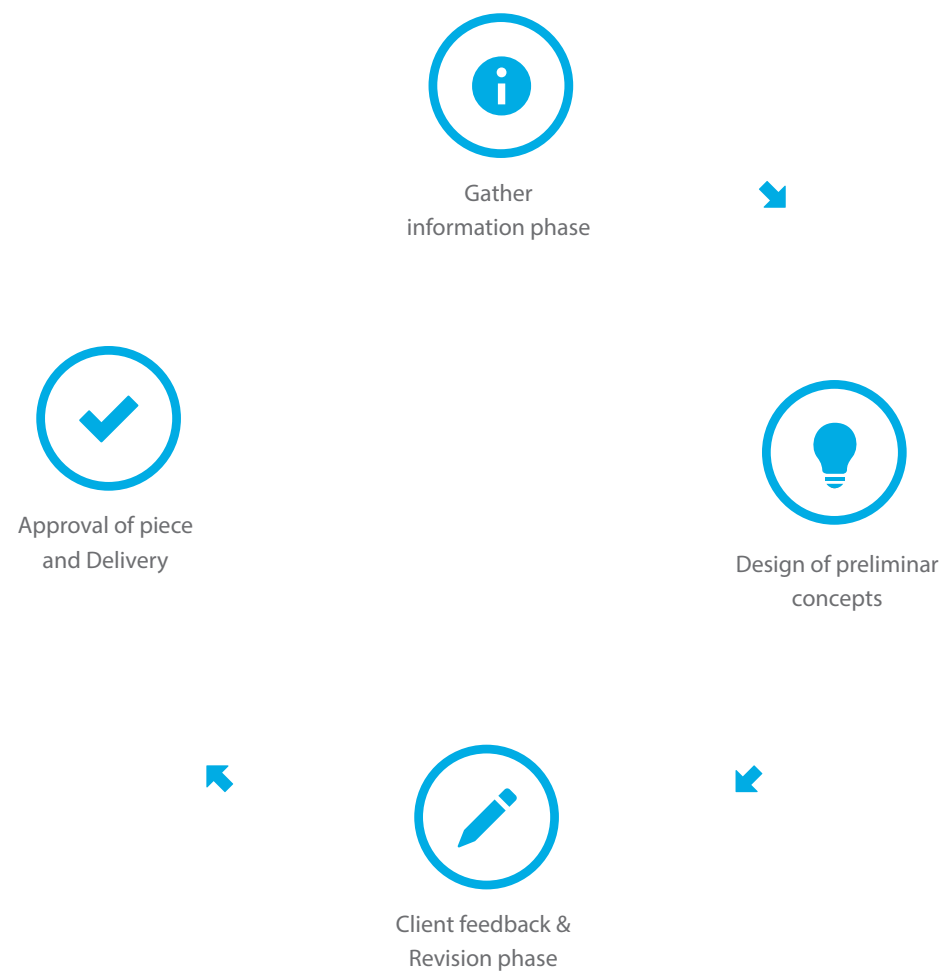 Gather
information phase
Approval of piece
and Delivery
Design of preliminar
concepts
Client feedback &
Revision phase